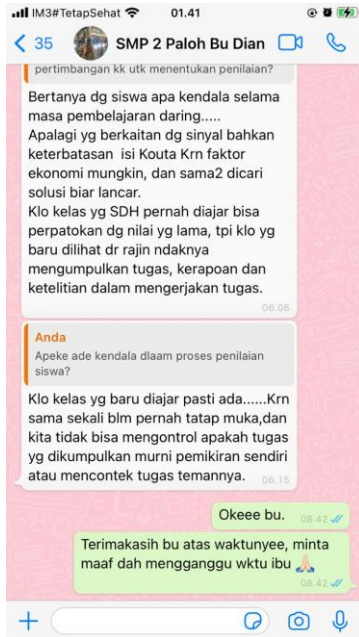 IM3#TetapSehat
01.41
35
SMP 2 Paloh Bu Dian
pertimbangan kk utk menentukan penilaian?
Bertanya dg siswa apa kendala selama
masa pembelajaran daring.....
Apalagi yg berkaitan dg sinyal bahkan
keterbatasan isi Kouta Krn faktor
ekonomi mungkin, dan sama2 dicari
solusi biar lancar.
Klo kelas yg SDH pernah diajar bisa
perpatokan dg nilai yg lama, tpi klo yg
baru dilihat dr rajin ndaknya
mengumpulkan tugas, kerapoan dan
ketelitian dalam mengerjakan tugas.
06.06
Anda
Apeke ade kendala dlaam proses penilaian
siswa?
Klo kelas yg baru diajar pasti ada......Krn
sama sekali blm pernah tatap muka,dan
kita tidak bisa mengontrol apakah tugas
yg dikumpulkan murni pemikiran sendiri
atau mencontek tugas temannya.
06.15
Okeee bu.
08.42
Terimakasih bu atas waktunyee, minta
maaf dah mengganggu wktu ibu 🙏🏻
08.42